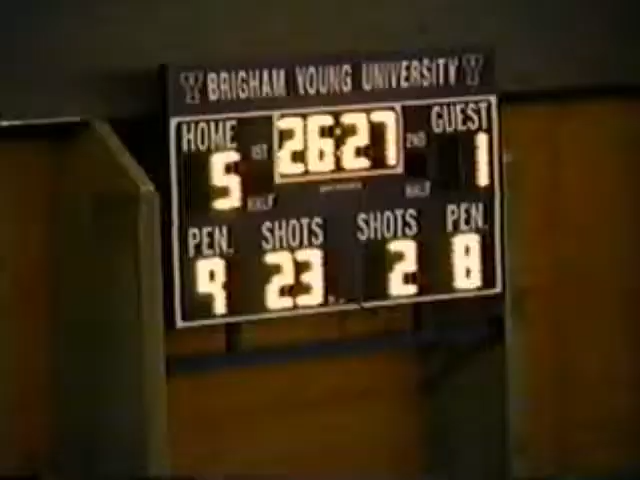 Y BRIGHAM YOUNG UNIVERSITY Y
HOME 1ST 26:27 2ND GUEST
5 HALF HALF 1
PEN. SHOTS SHOTS PEN.
9 23 2 8